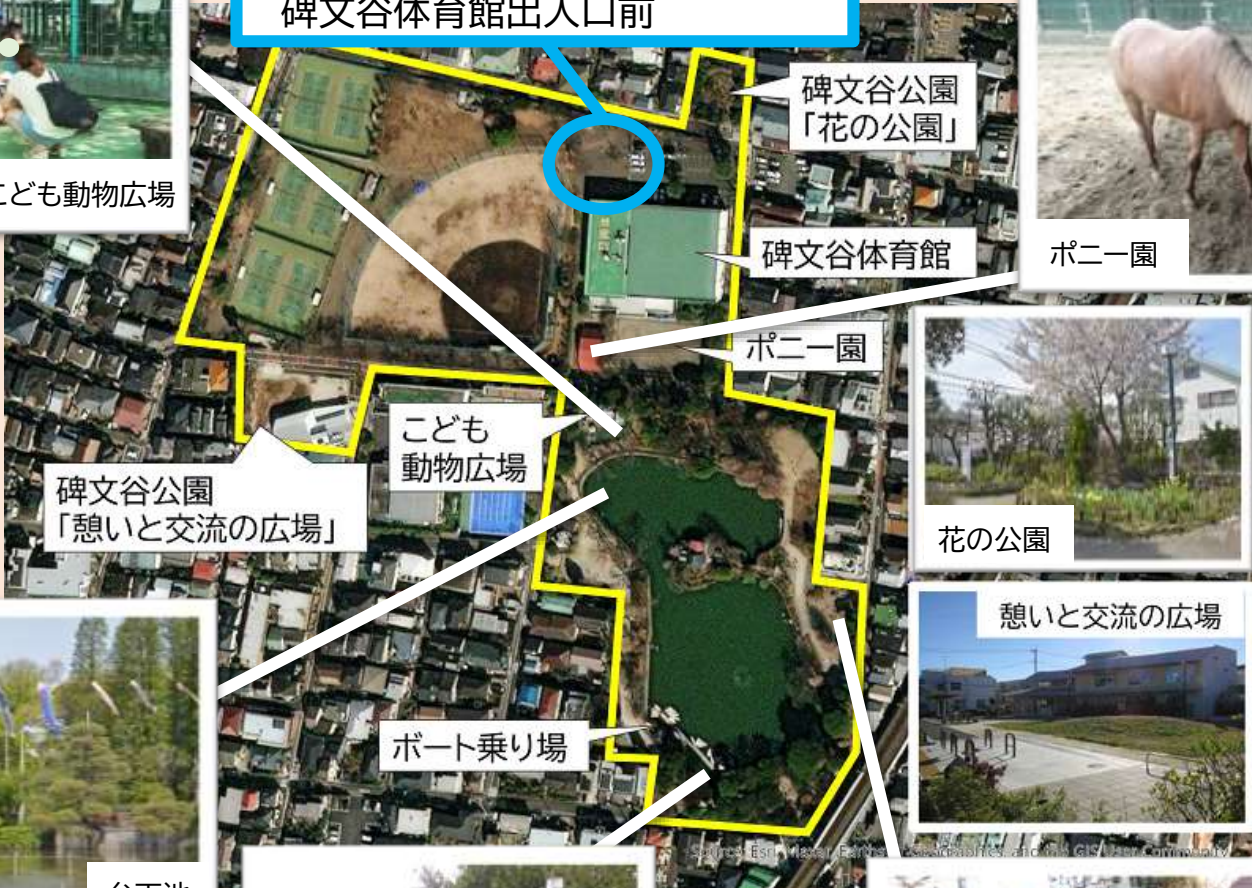 碑文谷体育館出入口前
碑文谷公園
「花の公園」
こども動物広場
碑文谷体育館
ポニー園
ポニー園
こども
動物広場
碑文谷公園
「憩いと交流の広場」
花の公園
憩いと交流の広場
ボート乗り場